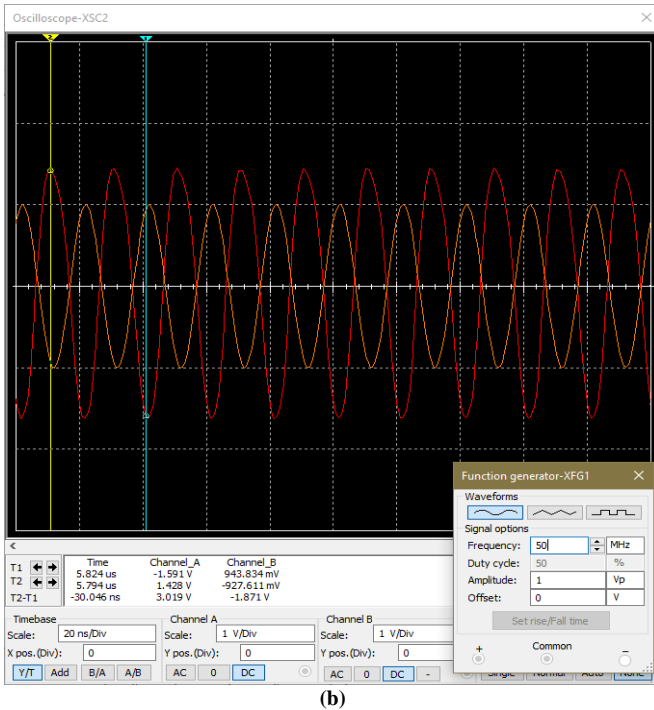 Oscilloscope-XSC2
2
1
T1
T2
T2-T1
Time Channel_A Channel_B
5.824 us -1.591 V 943.834 mV
5.794 us 1.428 V -927.611 mV
-30.046 ns 3.019 V -1.871 V
Timebase
Scale: 20 ns/Div
X pos.(Div): 0
Y/T Add B/A A/B
Channel A
Scale: 1 V/Div
Y pos.(Div): 0
AC 0 DC
Channel B
Scale: 1 V/Div
Y pos.(Div): 0
AC 0 DC -
Function generator-XFG1
Waveforms
Signal options
Frequency: 50 MHz
Duty cycle: 50 %
Amplitude: 1 Vp
Offset: 0 V
Set rise/Fall time
+ Common -
Single Normal Auto None
(b)